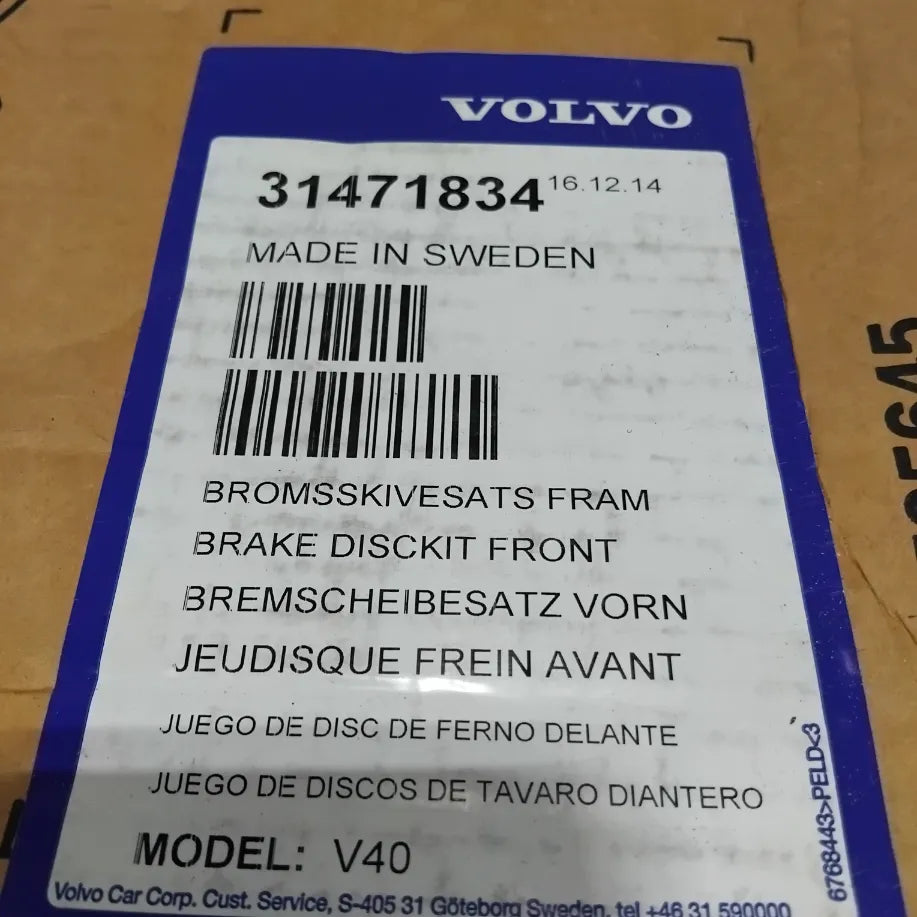 VOLVO
31471834 16.12.14
MADE IN SWEDEN
BROMSSKIVESATS FRAM
BRAKE DISCKIT FRONT
BREMSCHEIBESATZ VORN
JEUDISQUE FREIN AVANT
JUEGO DE DISC DE FERNO DELANTE
JUEGO DE DISCOS DE TAVARO DIANTERO
MODEL: V40
Volvo Car Corp. Cust. Service, S-405 31 Göteborg Sweden, tel +46 31 590000
6768443>PELD<3